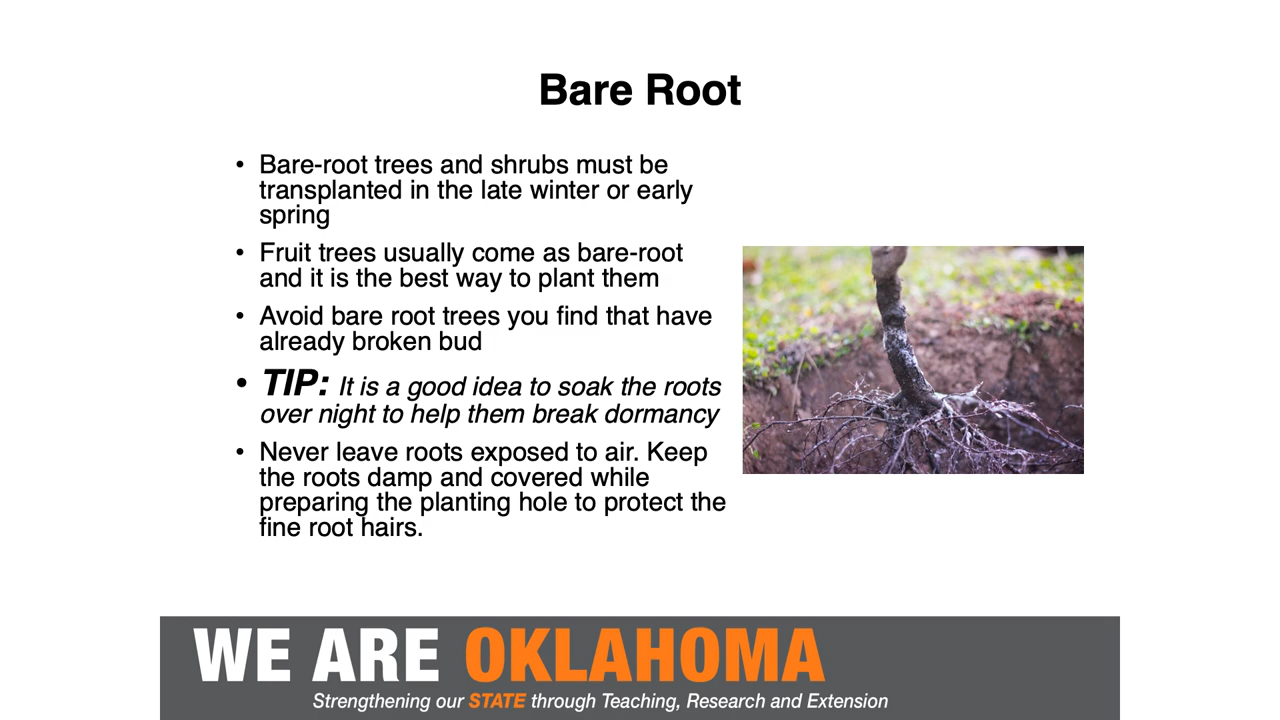 Bare Root
• Bare-root trees and shrubs must be
transplanted in the late winter or early
spring
• Fruit trees usually come as bare-root
and it is the best way to plant them
• Avoid bare root trees you find that have
already broken bud
• TIP: It is a good idea to soak the roots
over night to help them break dormancy
• Never leave roots exposed to air. Keep
the roots damp and covered while
preparing the planting hole to protect the
fine root hairs.
WE ARE OKLAHOMA
Strengthening our STATE through Teaching, Research and Extension